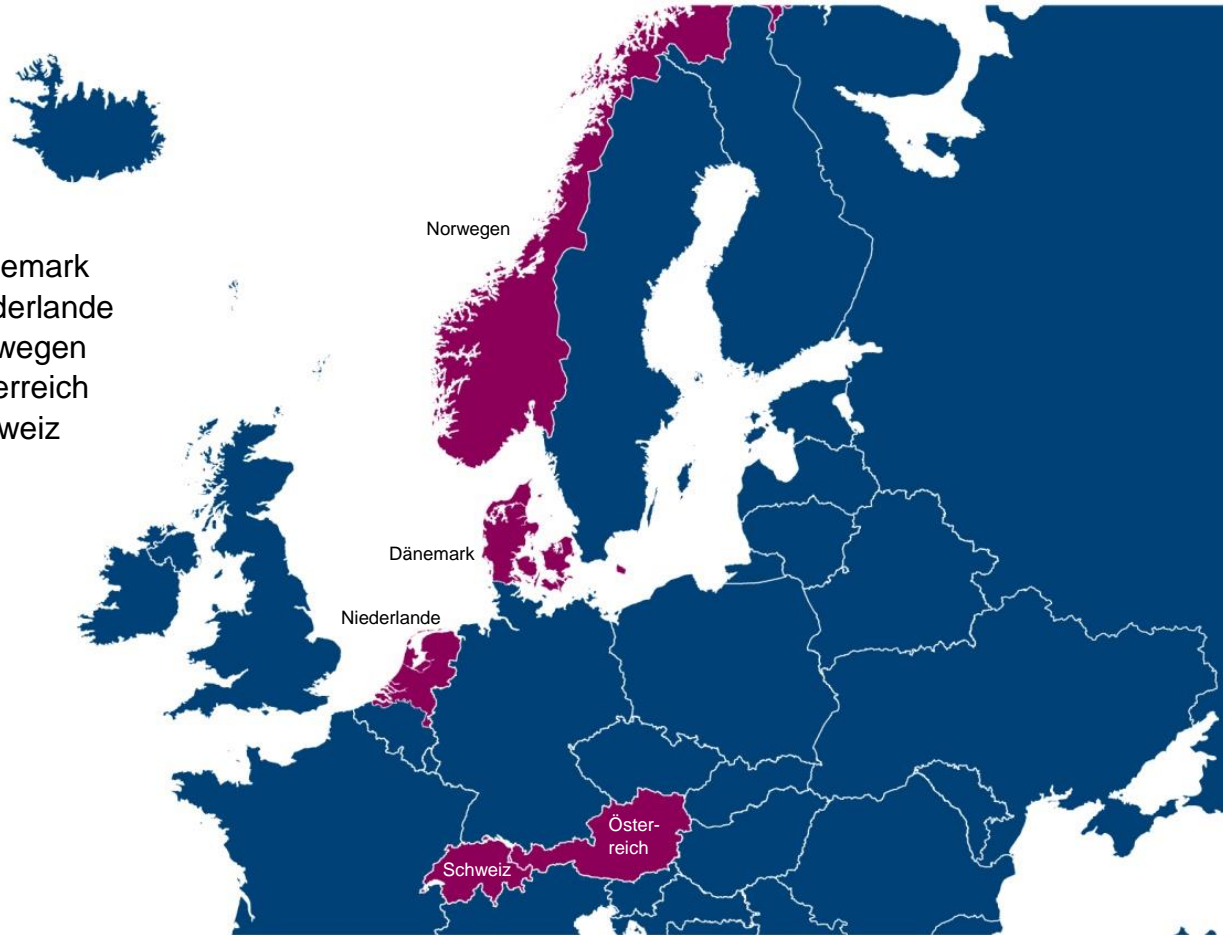 emark
derlande
wegen
erreich
weiz
Norwegen
Dänemark
Niederlande
Öster-
reich
Schweiz